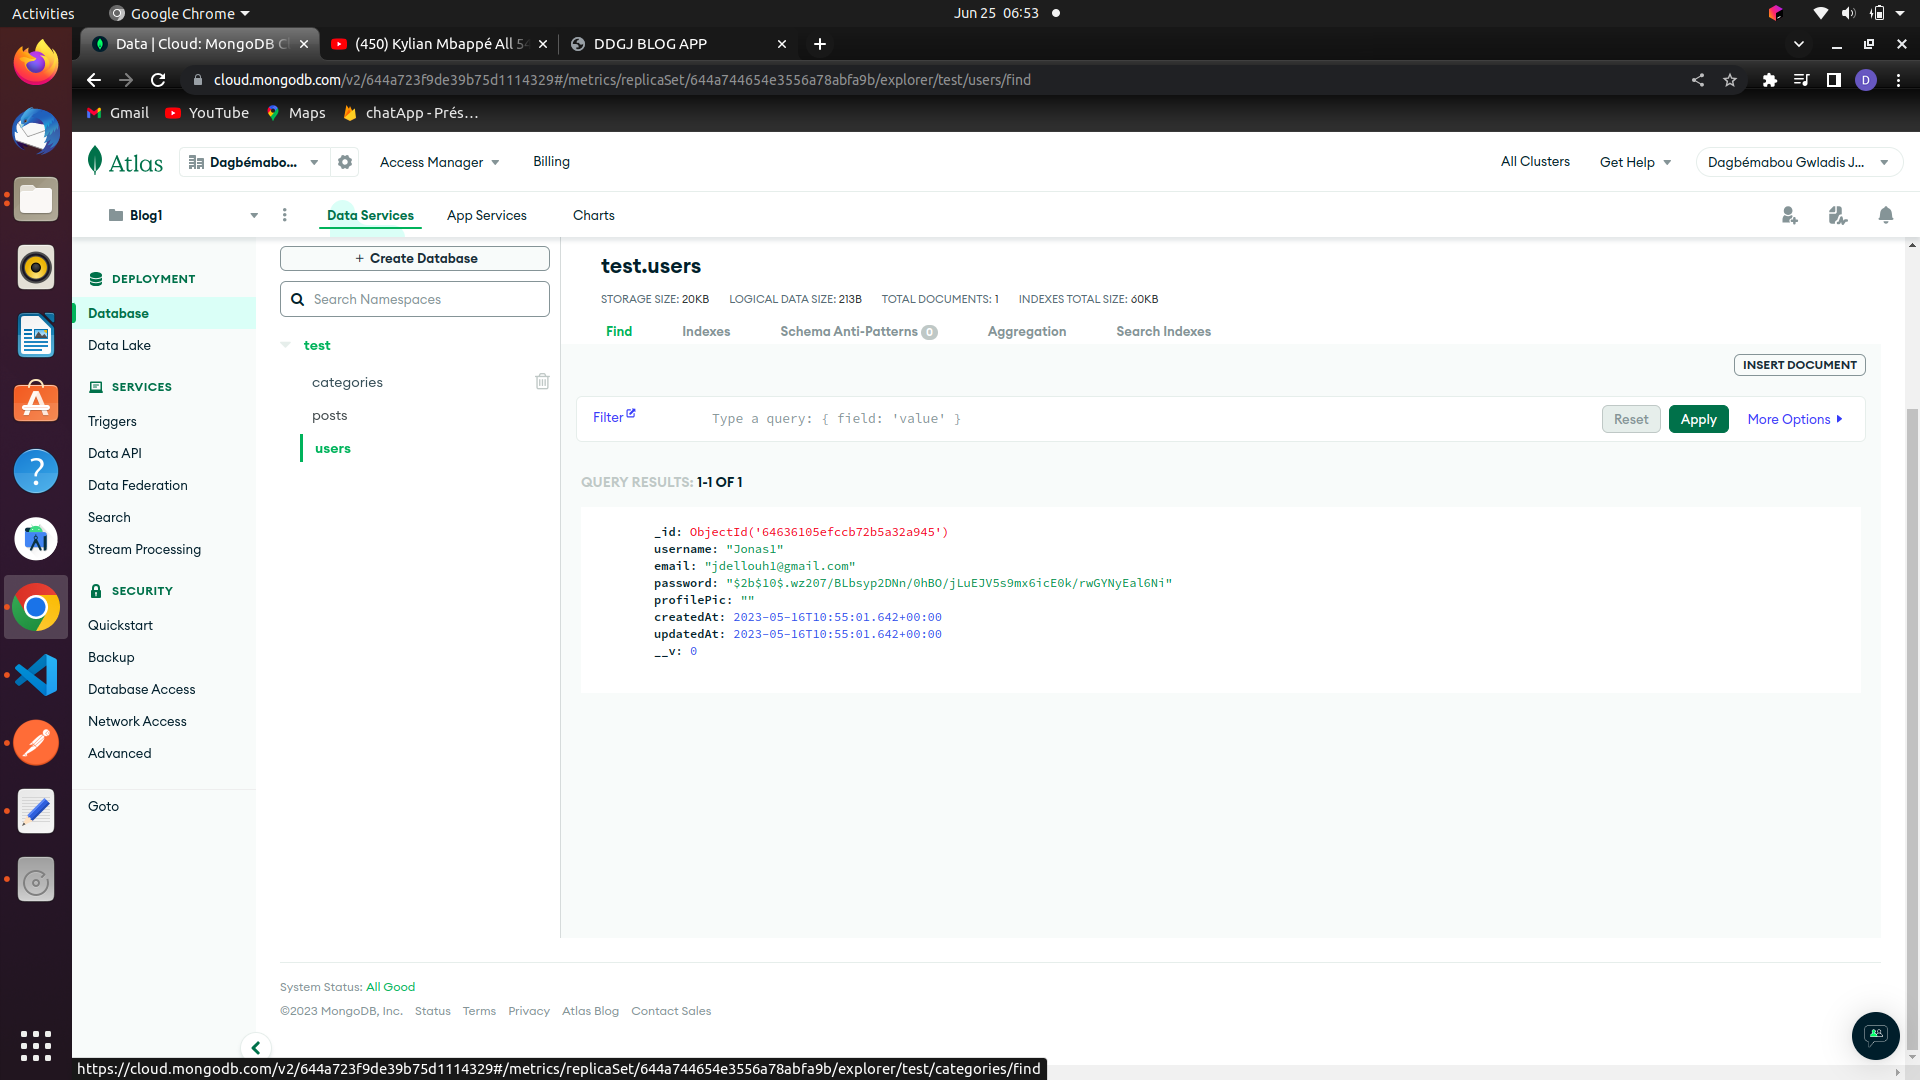 Activities
Google Chrome
Jun 25 06:53
Data | Cloud: MongoDB Cl
(450) Kylian Mbappé All 54
DDGJ BLOG APP
cloud.mongodb.com/v2/644a723f9de39b75d1114329#/metrics/replicaSet/644a744654e3556a78abfa9b/explorer/test/users/find
D
Gmail
YouTube
Maps
chatApp - Prés…
Atlas
Dagbémabo...
Access Manager
Billing
All Clusters
Get Help
Dagbémabou Gwladis J...
Blog1
Data Services
App Services
Charts
DEPLOYMENT
Database
Data Lake
SERVICES
Triggers
Data API
Data Federation
Search
Stream Processing
SECURITY
Quickstart
Backup
Database Access
Network Access
Advanced
Goto
+ Create Database
Search Namespaces
test
categories
posts
users
test.users
STORAGE SIZE: 20KB LOGICAL DATA SIZE: 213B TOTAL DOCUMENTS: 1 INDEXES TOTAL SIZE: 60KB
Find
Indexes
Schema Anti-Patterns 0
Aggregation
Search Indexes
INSERT DOCUMENT
Filter
Type a query: { field: 'value' }
Reset
Apply
More Options
QUERY RESULTS: 1-1 OF 1
_id: ObjectId('64636105efccb72b5a32a945')
username: "Jonas1"
email: "jdellouh1@gmail.com"
password: "$2b$10$.wz207/BLbsyp2DNn/0hBO/jLuEJV5s9mx6icE0k/rwGYNyEal6Ni"
profilePic: ""
createdAt: 2023-05-16T10:55:01.642+00:00
updatedAt: 2023-05-16T10:55:01.642+00:00
__v: 0
System Status: All Good
©2023 MongoDB, Inc. Status Terms Privacy Atlas Blog Contact Sales
https://cloud.mongodb.com/v2/644a723f9de39b75d1114329#/metrics/replicaSet/644a744654e3556a78abfa9b/explorer/test/categories/find